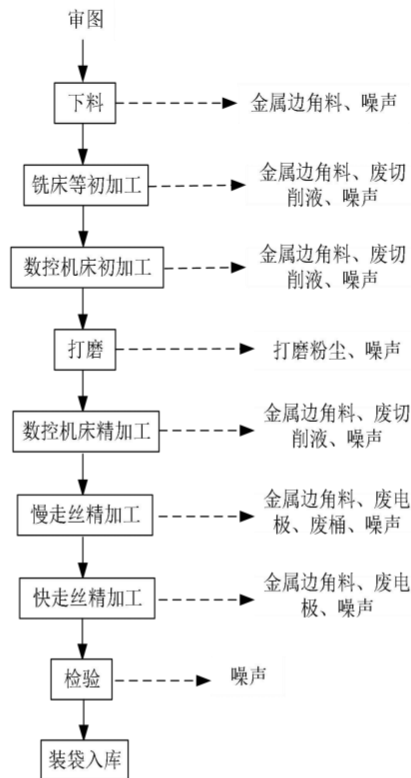 审图
下料
金属边角料、噪声
铣床等初加工
金属边角料、废切
削液、噪声
数控机床初加工
金属边角料、废切
削液、噪声
打磨
打磨粉尘、噪声
数控机床精加工
金属边角料、废切
削液、噪声
慢走丝精加工
金属边角料、废电
极、废桶、噪声
快走丝精加工
金属边角料、废电
极、噪声
检验
噪声
装袋入库